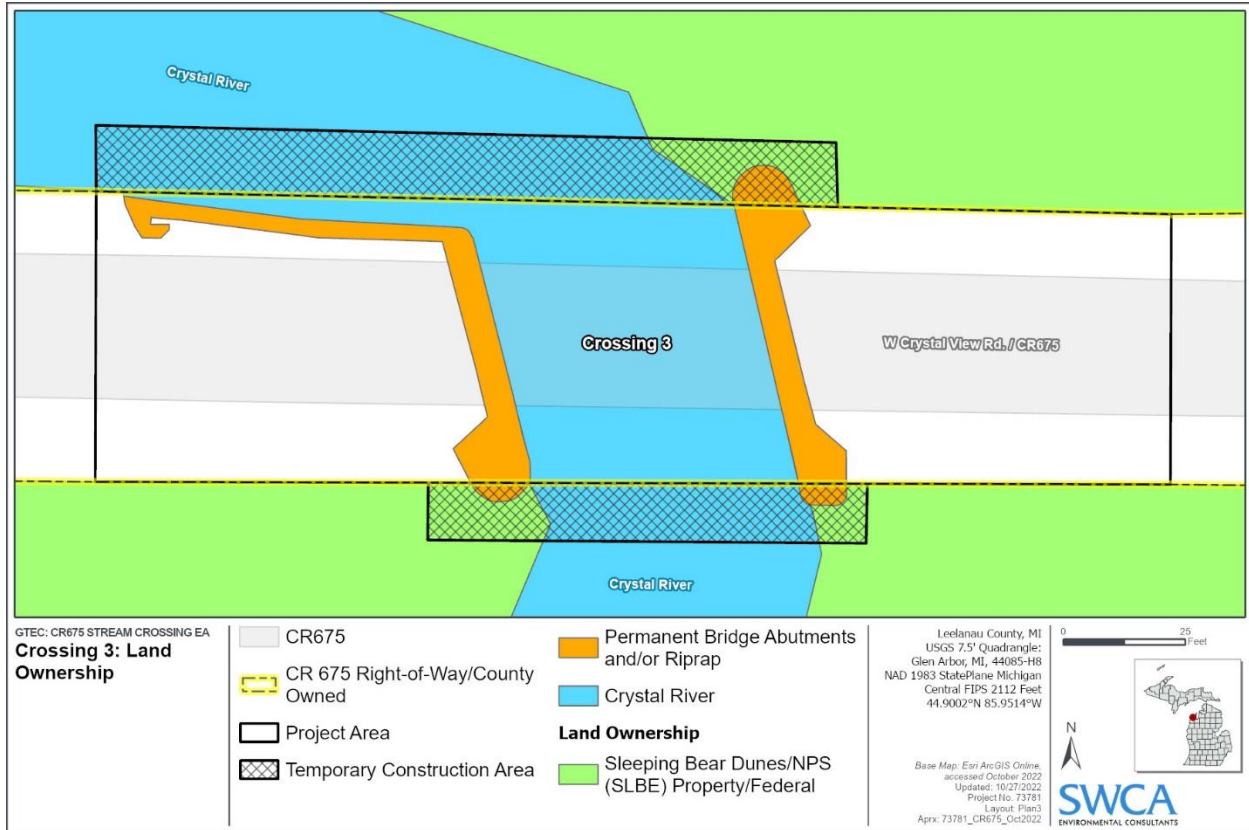 Crystal River
Crossing 3
W Crystal View Rd. / CR675
Crystal River
GTEC: CR675 STREAM CROSSING EA
Crossing 3: Land
Ownership
CR675
CR 675 Right-of-Way/County
Owned
Project Area
Temporary Construction Area
Permanent Bridge Abutments
and/or Riprap
Crystal River
Land Ownership
Sleeping Bear Dunes/NPS
(SLBE) Property/Federal
Leelanau County, MI
USGS 7.5' Quadrangle:
Glen Arbor, MI, 44085-H8
NAD 1983 StatePlane Michigan
Central FIPS 2112 Feet
44.9002°N 85.9514°W
Base Map: Esri ArcGIS Online,
accessed October 2022
Updated: 10/27/2022
Project No. 73781
Layout: Plan3
Aprx: 73781_CR675_Oct2022
0 25
Feet
N
SWCA
ENVIRONMENTAL CONSULTANTS